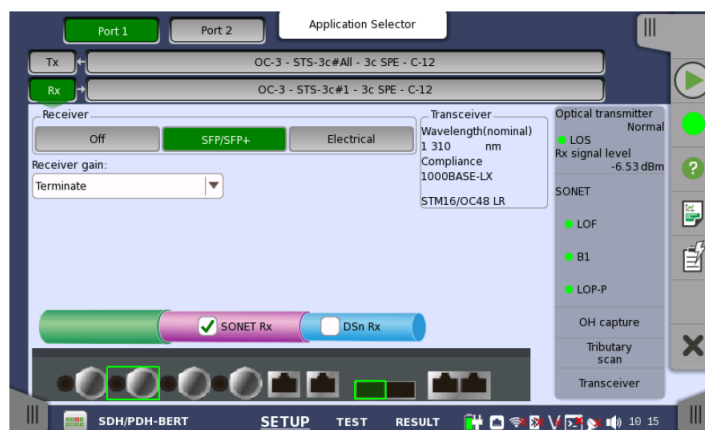 Port 1
Port 2
Application Selector
Tx
OC-3 - STS-3c#All - 3c SPE - C-12
Rx
OC-3 - STS-3c#1 - 3c SPE - C-12
Receiver
Off
SFP/SFP+
Electrical
Receiver gain:
Terminate
Transceiver
Wavelength(nominal)
1 310 nm
Compliance
1000BASE-LX
STM16/OC48 LR
Optical transmitter
Normal
LOS
Rx signal level
-6.53 dBm
SONET
LOF
B1
LOP-P
OH capture
Tributary
scan
Transceiver
SONET Rx
DSn Rx
SDH/PDH-BERT
SETUP
TEST
RESULT
10 15